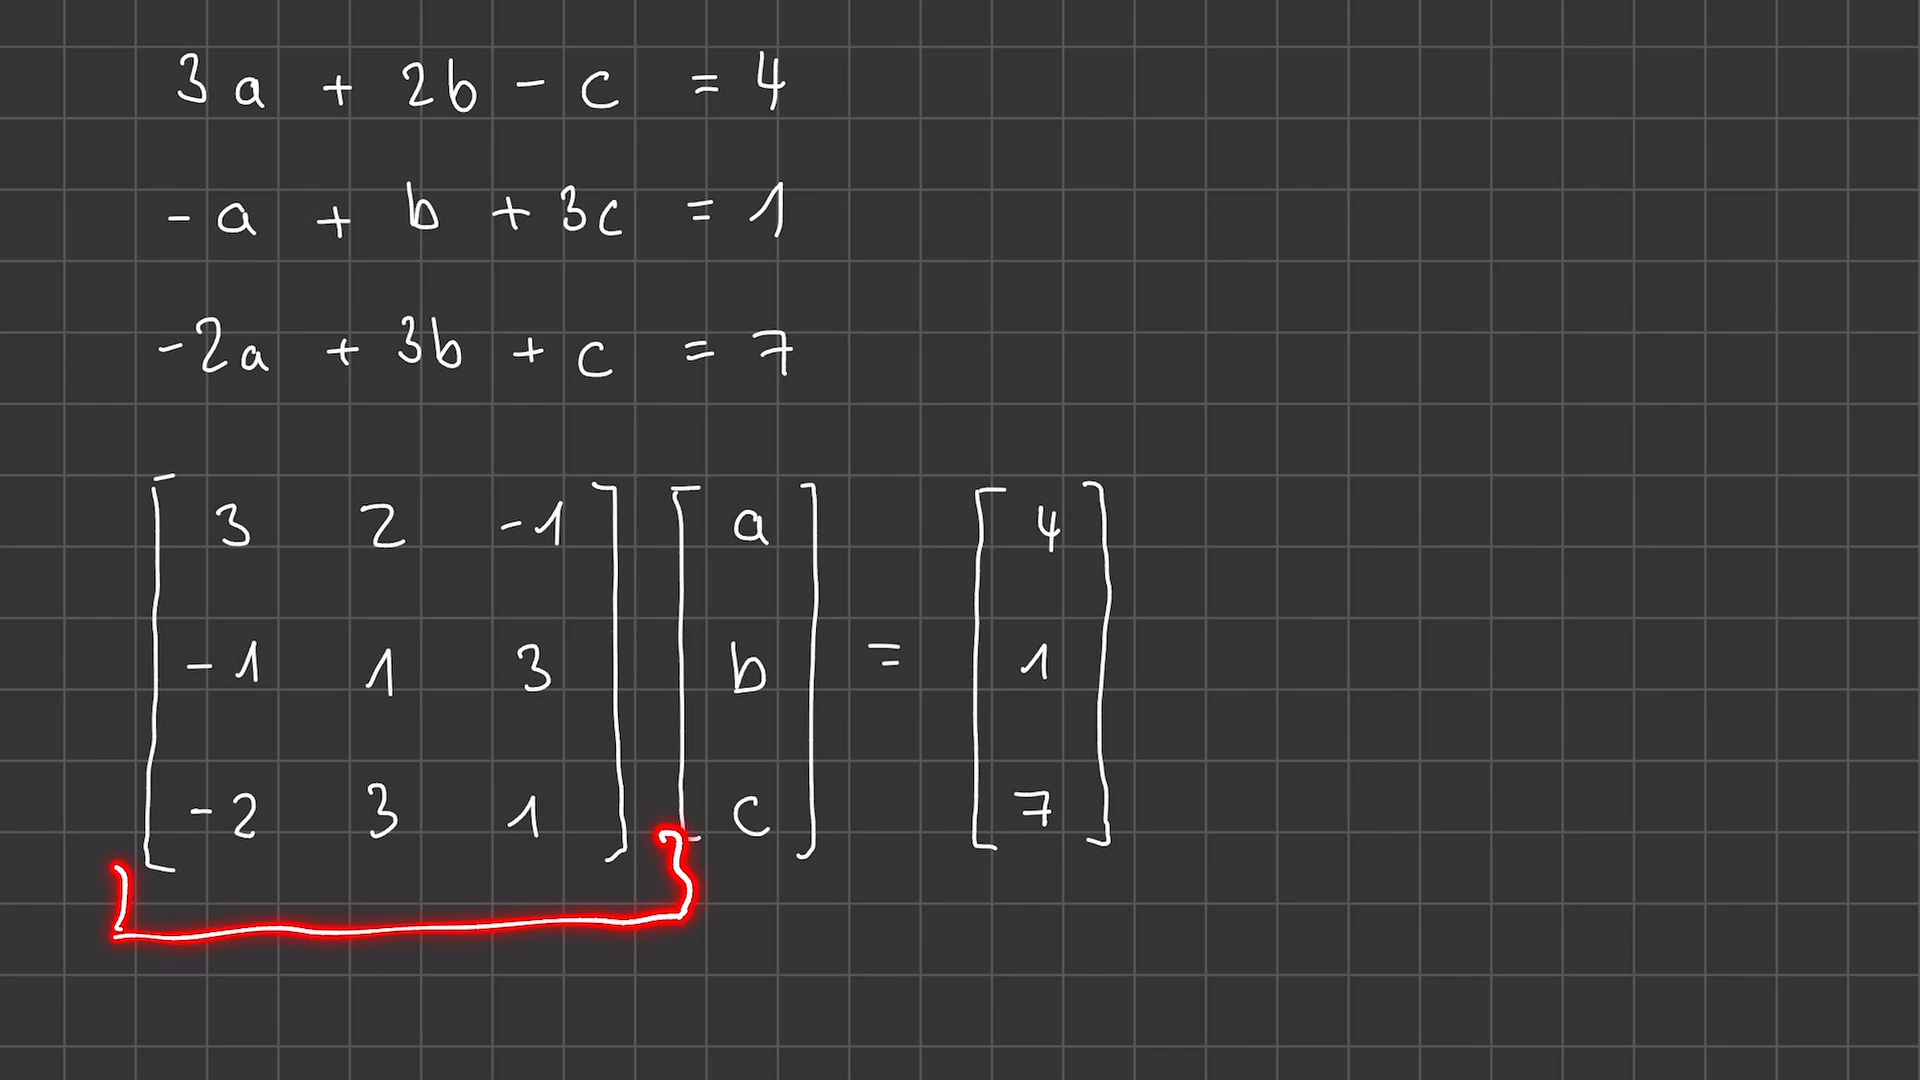 3a + 2b - c = 4
-a + b + 3c = 1
-2a + 3b + c = 7
[ 3 2 -1 ] [ a ] [ 4 ]
[ -1 1 3 ] [ b ] = [ 1 ]
[ -2 3 1 ] [ c ] [ 7 ]